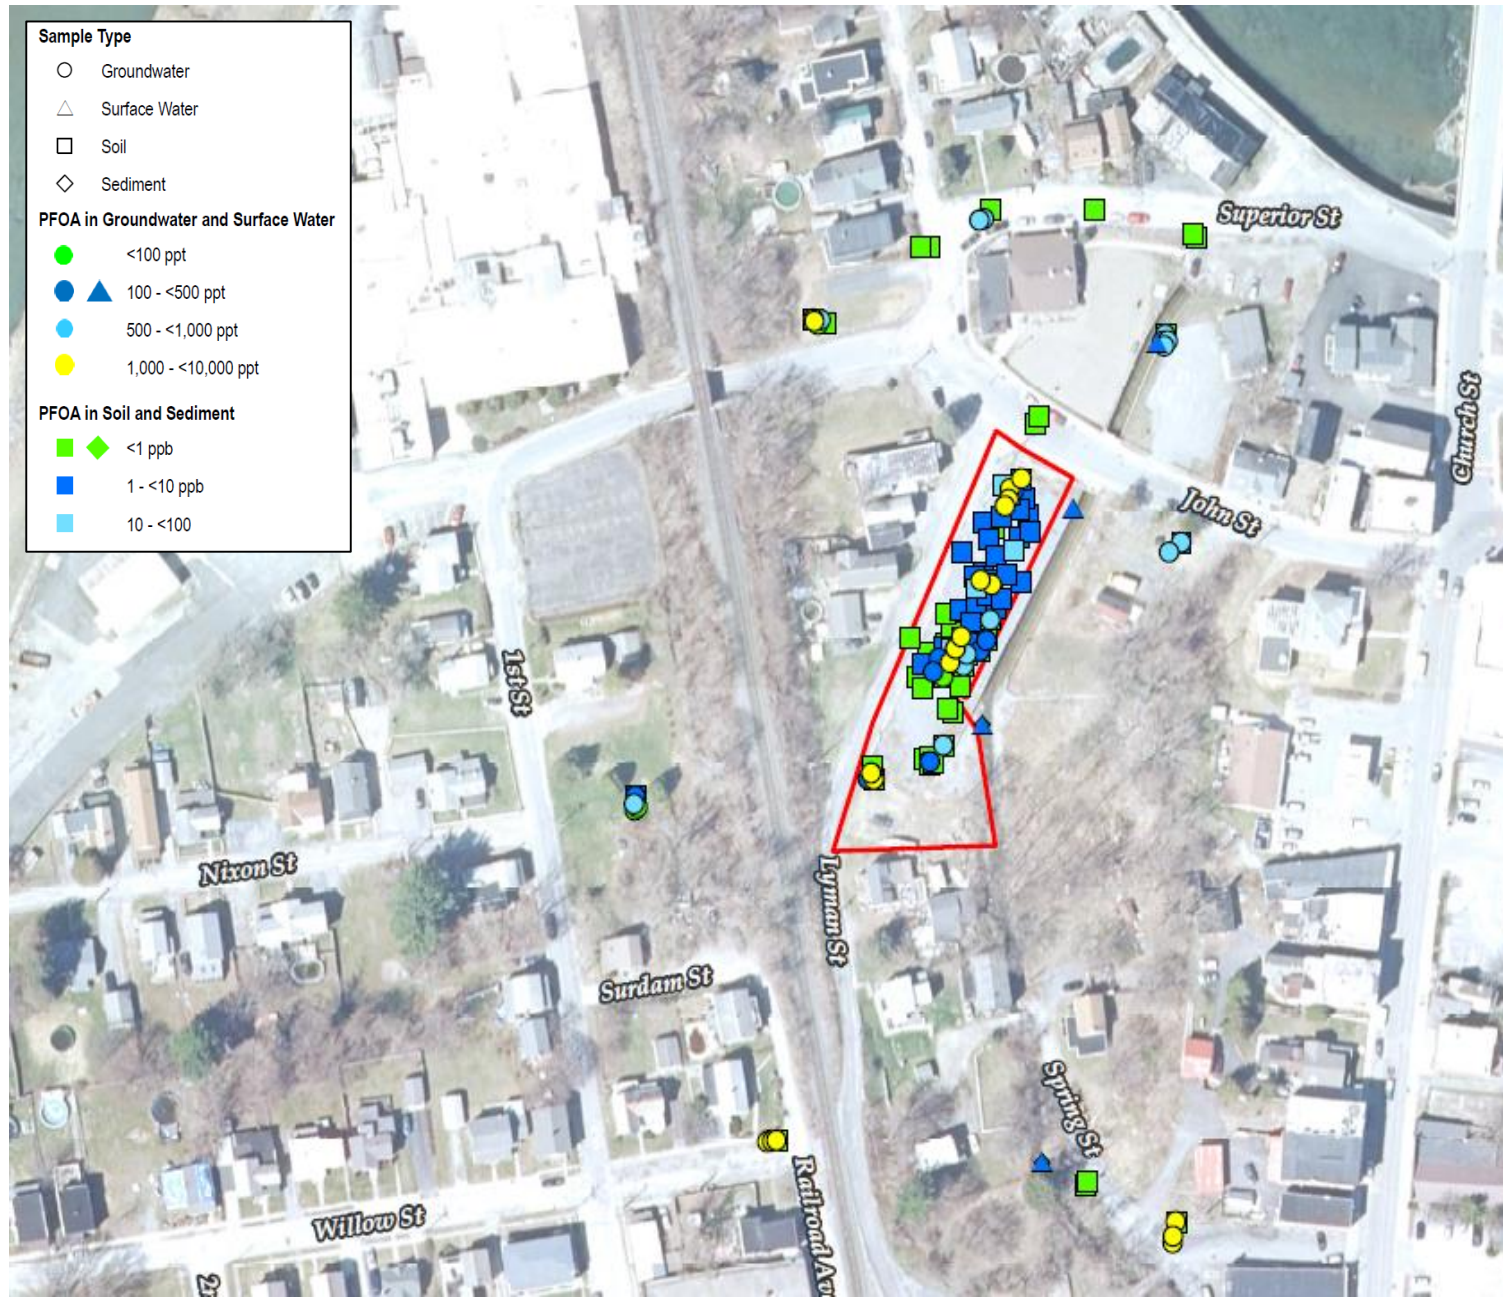 Sample Type
Groundwater
Surface Water
Soil
Sediment
PFOA in Groundwater and Surface Water
<100 ppt
100 - <500 ppt
500 - <1,000 ppt
1,000 - <10,000 ppt
PFOA in Soil and Sediment
<1 ppb
1 - <10 ppb
10 - <100
Superior St
Church St
John St
1st St
Nixon St
Lyman St
Surdam St
Spring St
Railroad Av
Willow St